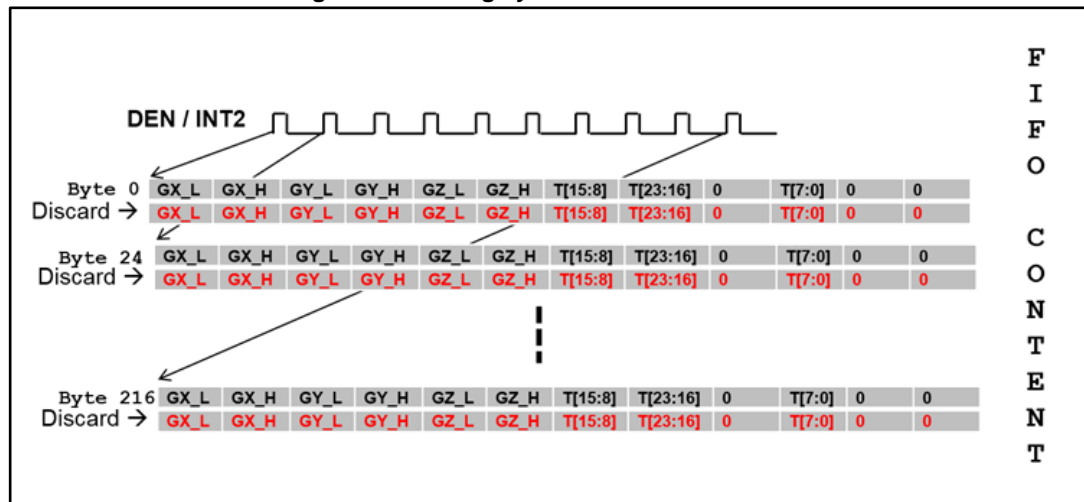 DEN / INT2
Byte 0 GX_L GX_H GY_L GY_H GZ_L GZ_H T[15:8] T[23:16] 0 T[7:0] 0 0
Discard → GX_L GX_H GY_L GY_H GZ_L GZ_H T[15:8] T[23:16] 0 T[7:0] 0 0
Byte 24 GX_L GX_H GY_L GY_H GZ_L GZ_H T[15:8] T[23:16] 0 T[7:0] 0 0
Discard → GX_L GX_H GY_L GY_H GZ_L GZ_H T[15:8] T[23:16] 0 T[7:0] 0 0
Byte 216 GX_L GX_H GY_L GY_H GZ_L GZ_H T[15:8] T[23:16] 0 T[7:0] 0 0
Discard → GX_L GX_H GY_L GY_H GZ_L GZ_H T[15:8] T[23:16] 0 T[7:0] 0 0
FIFO CONTENT